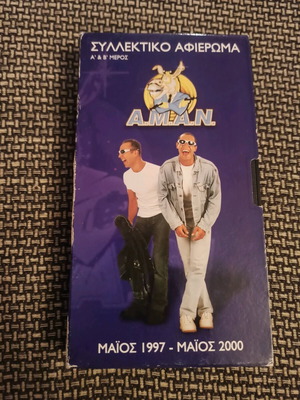 ΣΥΛΛΕΚΤΙΚΟ ΑΦΙΕΡΩΜΑ
Α' & Β' ΜΕΡΟΣ
A.M.A.N.
ΜΑΪΟΣ 1997 - ΜΑΪΟΣ 2000